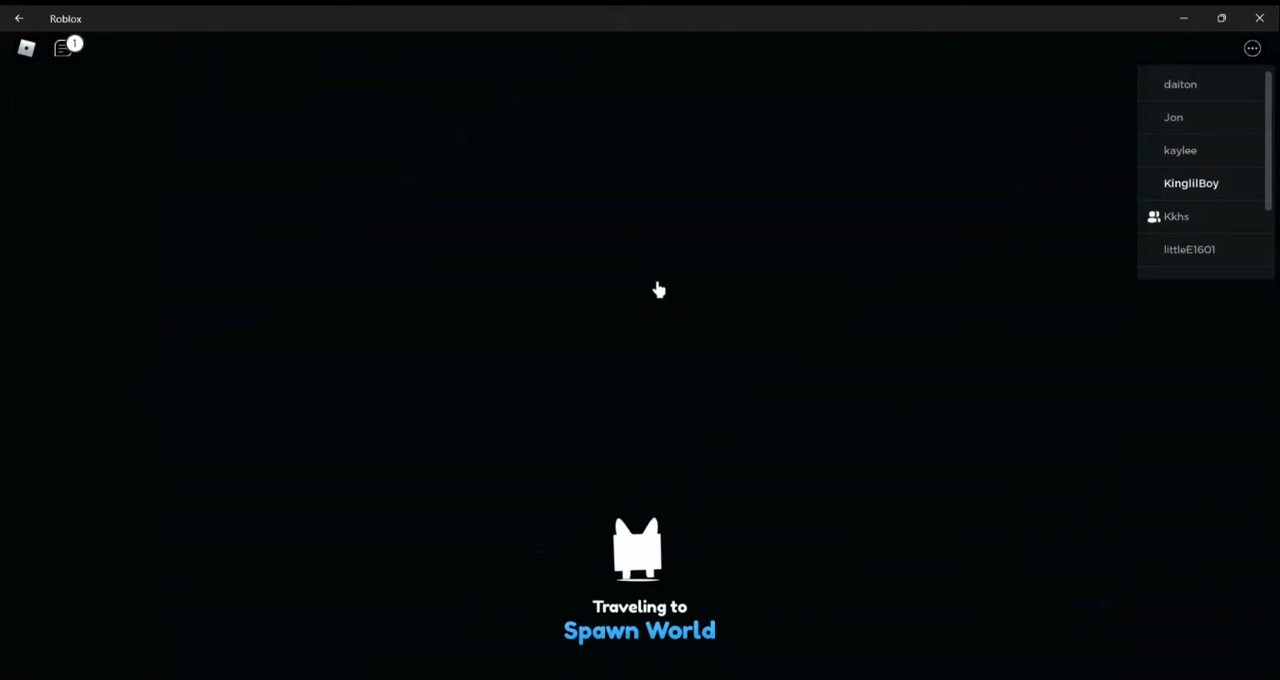 Roblox
1
daiton
Jon
kaylee
KinglilBoy
Kkhs
littleE1601
Traveling to
Spawn World